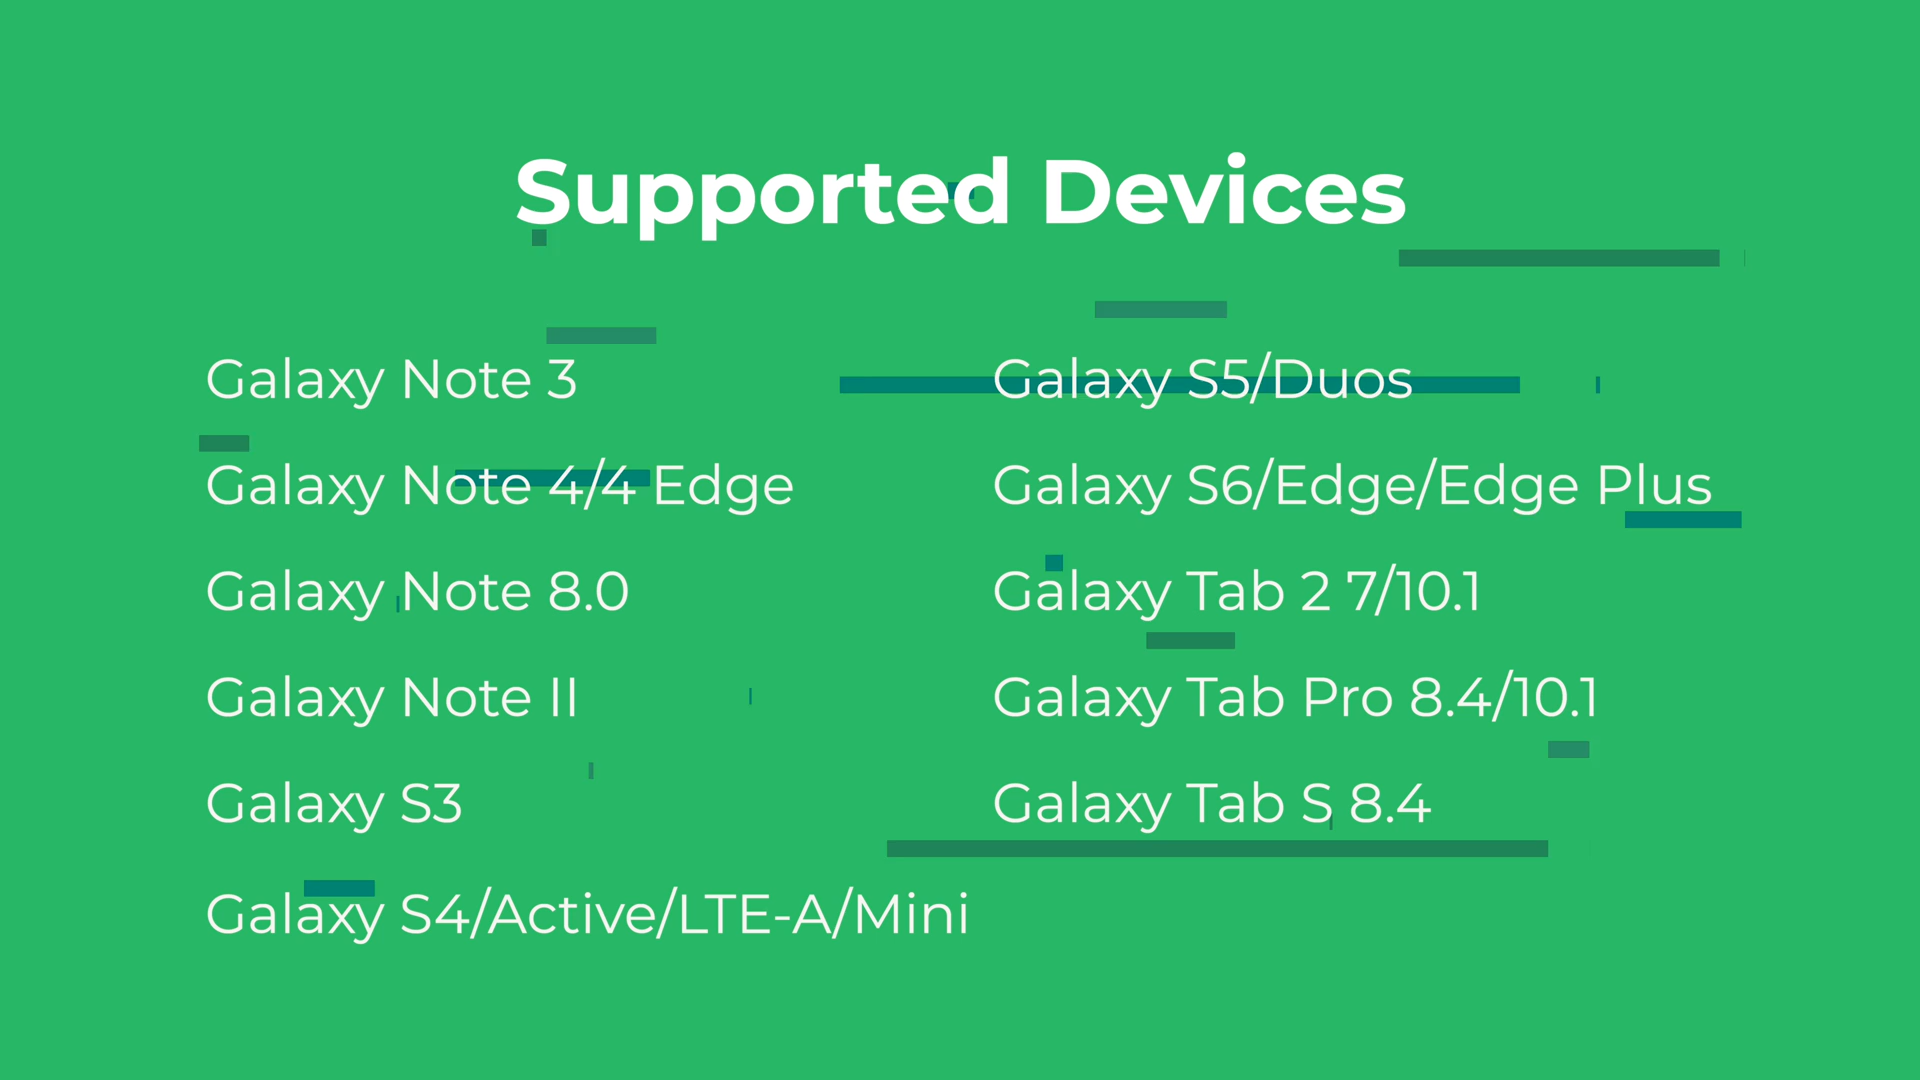 Supported Devices
Galaxy Note 3
Galaxy Note 4/4 Edge
Galaxy Note 8.0
Galaxy Note II
Galaxy S3
Galaxy S4/Active/LTE-A/Mini
Galaxy S5/Duos
Galaxy S6/Edge/Edge Plus
Galaxy Tab 2 7/10.1
Galaxy Tab Pro 8.4/10.1
Galaxy Tab S 8.4